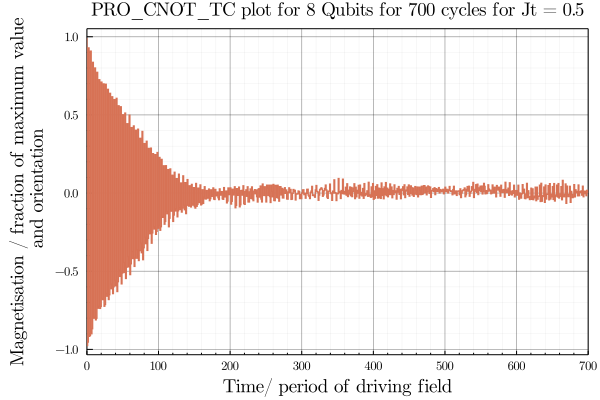 PRO_CNOT_TC plot for 8 Qubits for 700 cycles for Jt = 0.5
Magnetisation / fraction of maximum value
and orientation
1.0
0.5
0.0
−0.5
−1.0
0 100 200 300 400 500 600 700
Time/ period of driving field